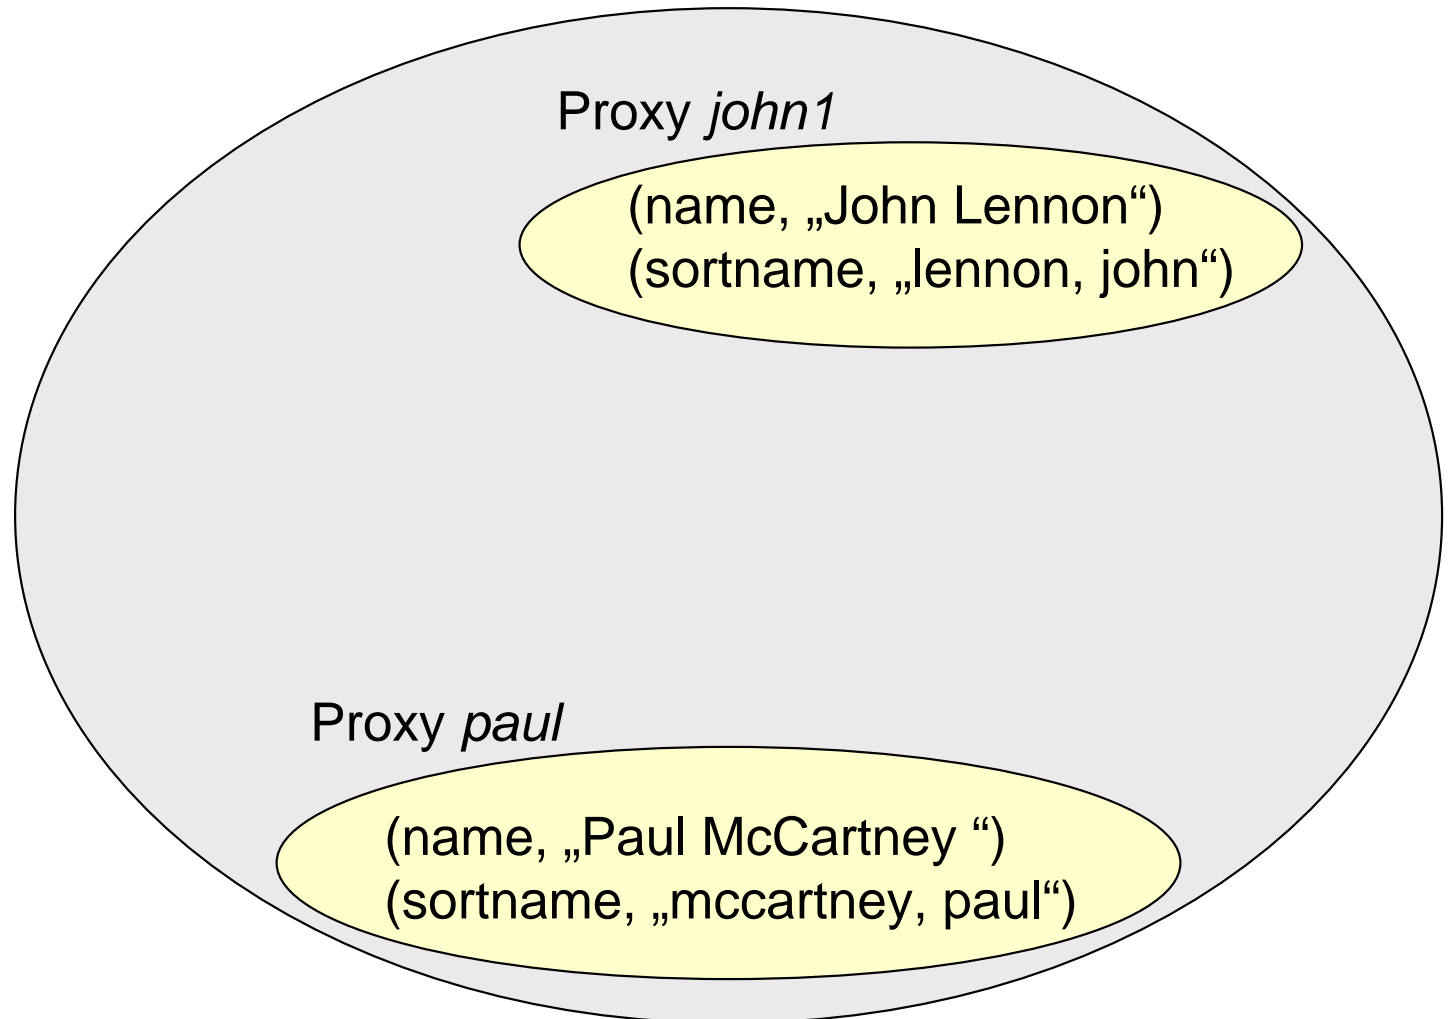 Proxy john1
(name, „John Lennon“)
(sortname, „lennon, john“)
Proxy paul
(name, „Paul McCartney “)
(sortname, „mccartney, paul“)